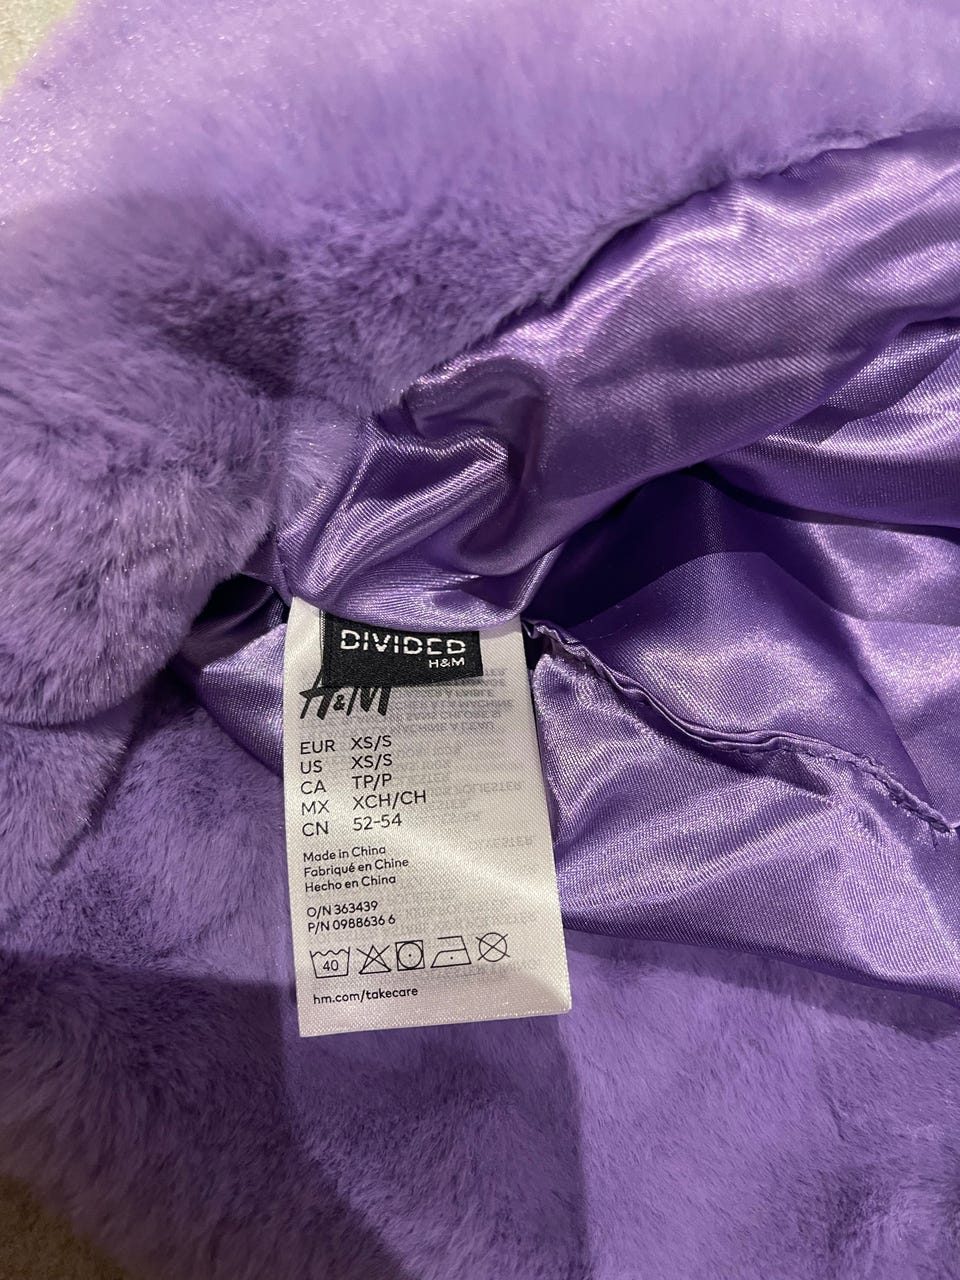 DIVIDED
H&M
H&M
EUR XS/S
US XS/S
CA TP/P
MX XCH/CH
CN 52-54
Made in China
Fabriqué en Chine
Hecho en China
O/N 363439
P/N 0988636 6
40
hm.com/takecare